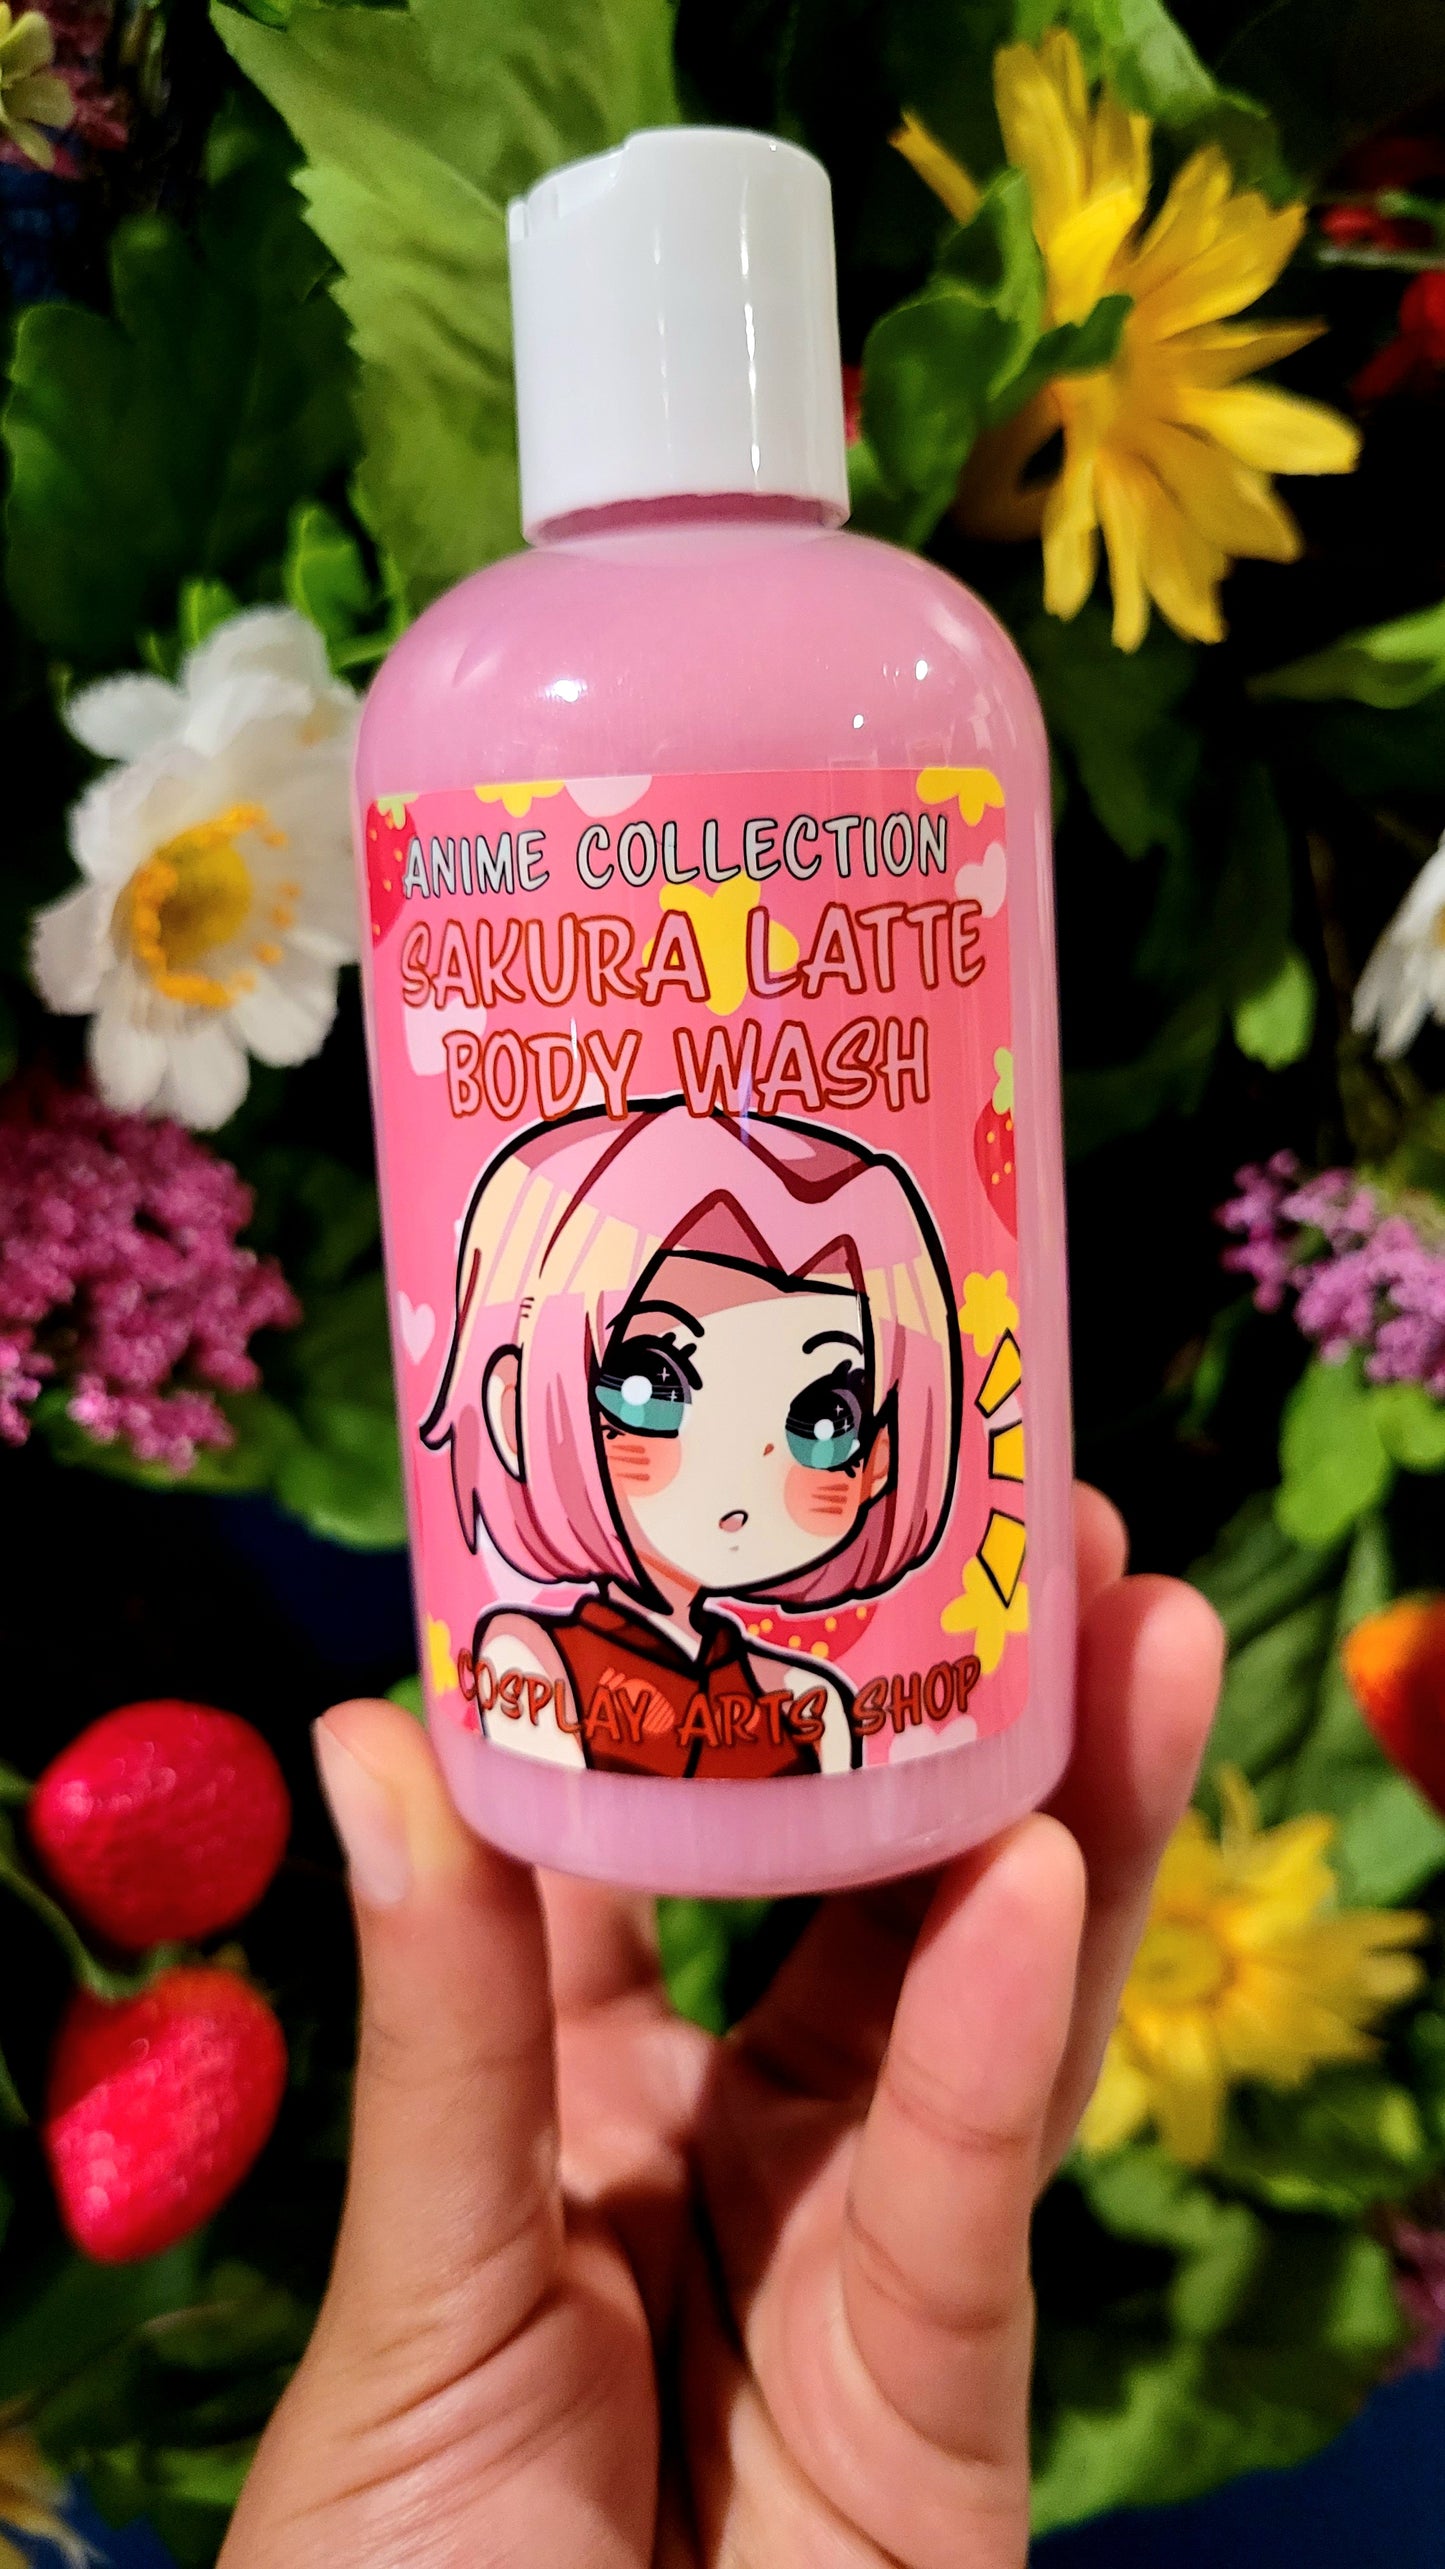 ANIME COLLECTION
SAKURA LATTE
BODY WASH
COSPLAY ARTS SHOP